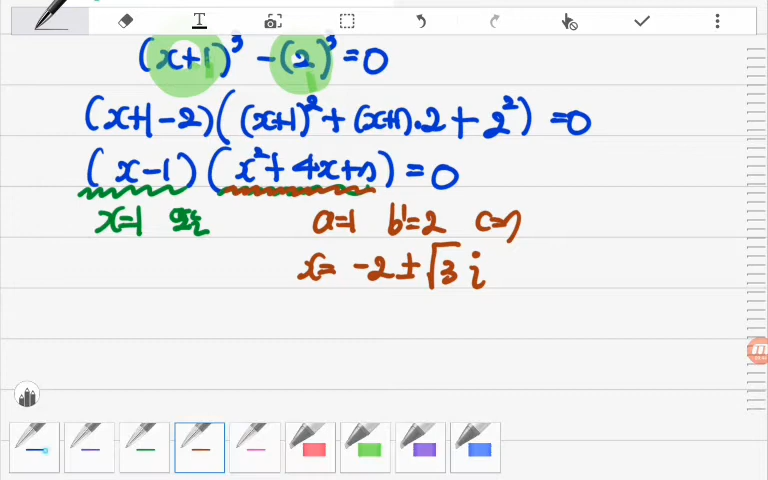 (x+1)³ - (2)³ = 0
(x+1-2)((x+1)²+(x+1).2+2²) = 0
(x-1)(x²+4x+7) = 0
x=1 a=1 b'=2 c=7
x= -2±√3 i